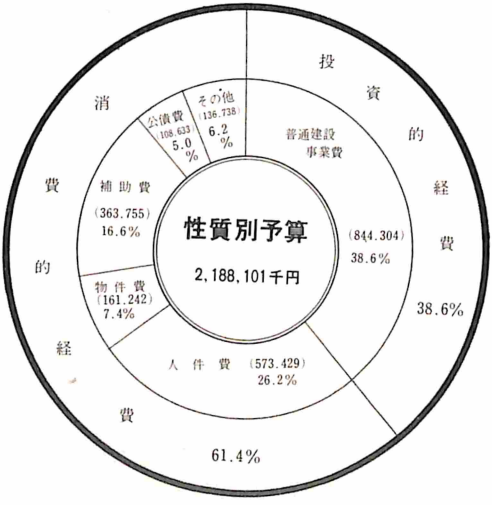 性質別予算
2,188,101千円
投資的経費
38.6%
普通建設
事業費
(844.304)
38.6%
消費的経費
61.4%
人件費 (573.429)
26.2%
物件費
(161.242)
7.4%
補助費
(363.755)
16.6%
公債費
(108.633)
5.0
%
その他
(136.738)
6.2
%